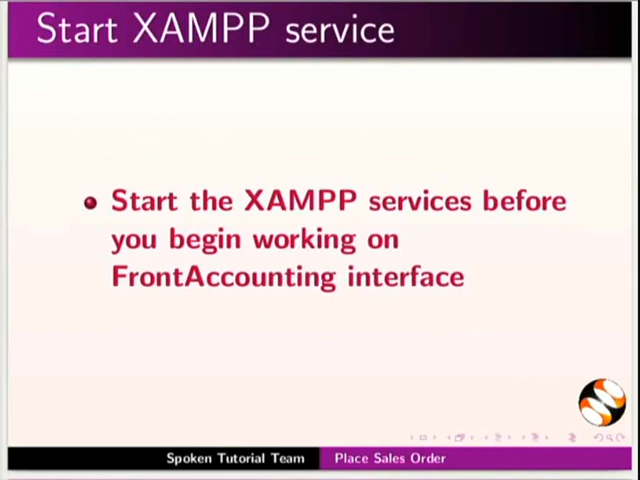 Start XAMPP service
Start the XAMPP services before
you begin working on
FrontAccounting interface
Spoken Tutorial Team
Place Sales Order